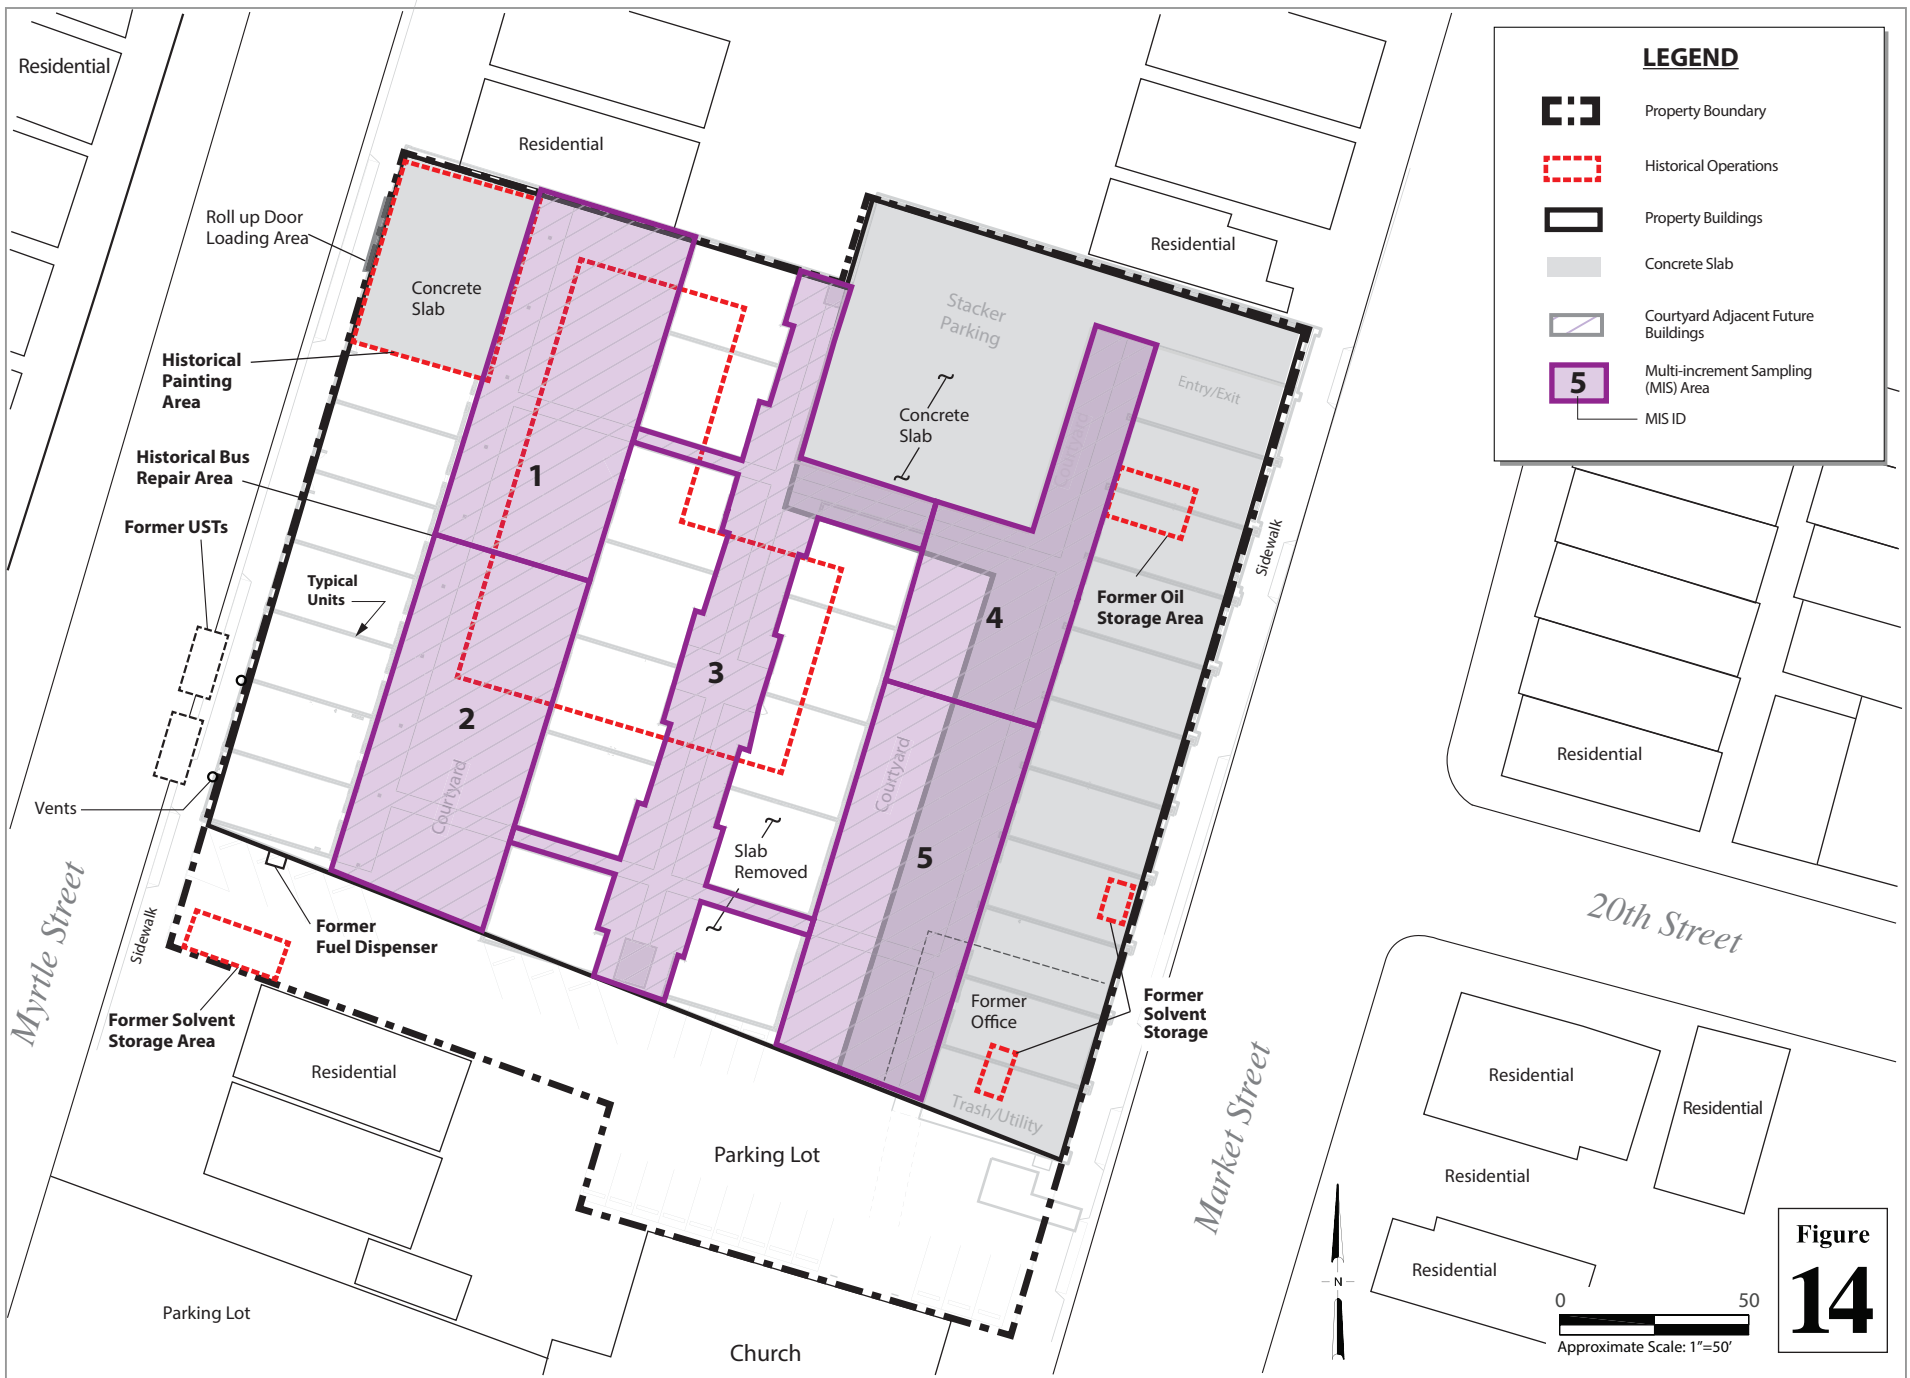 Residential
Residential
Residential
Roll up Door
Loading Area
Concrete
Slab
Historical
Painting
Area
Historical Bus
Repair Area
Former USTs
Typical
Units
Vents
Stacker
Parking
Concrete
Slab
Entry/Exit
Courtyard
1
2
3
4
5
Courtyard
Courtyard
Former Oil
Storage Area
Sidewalk
Slab
Removed
Former
Fuel Dispenser
Sidewalk
Myrtle Street
Former Solvent
Storage Area
Former
Office
Former
Solvent
Storage
Trash/Utility
Market Street
Residential
Parking Lot
Parking Lot
Church
20th Street
Residential
Residential
Residential
Residential
Residential
LEGEND
Property Boundary
Historical Operations
Property Buildings
Concrete Slab
Courtyard Adjacent Future
Buildings
5
Multi-increment Sampling
(MIS) Area
MIS ID
N
0 50
Approximate Scale: 1"=50'
Figure
14